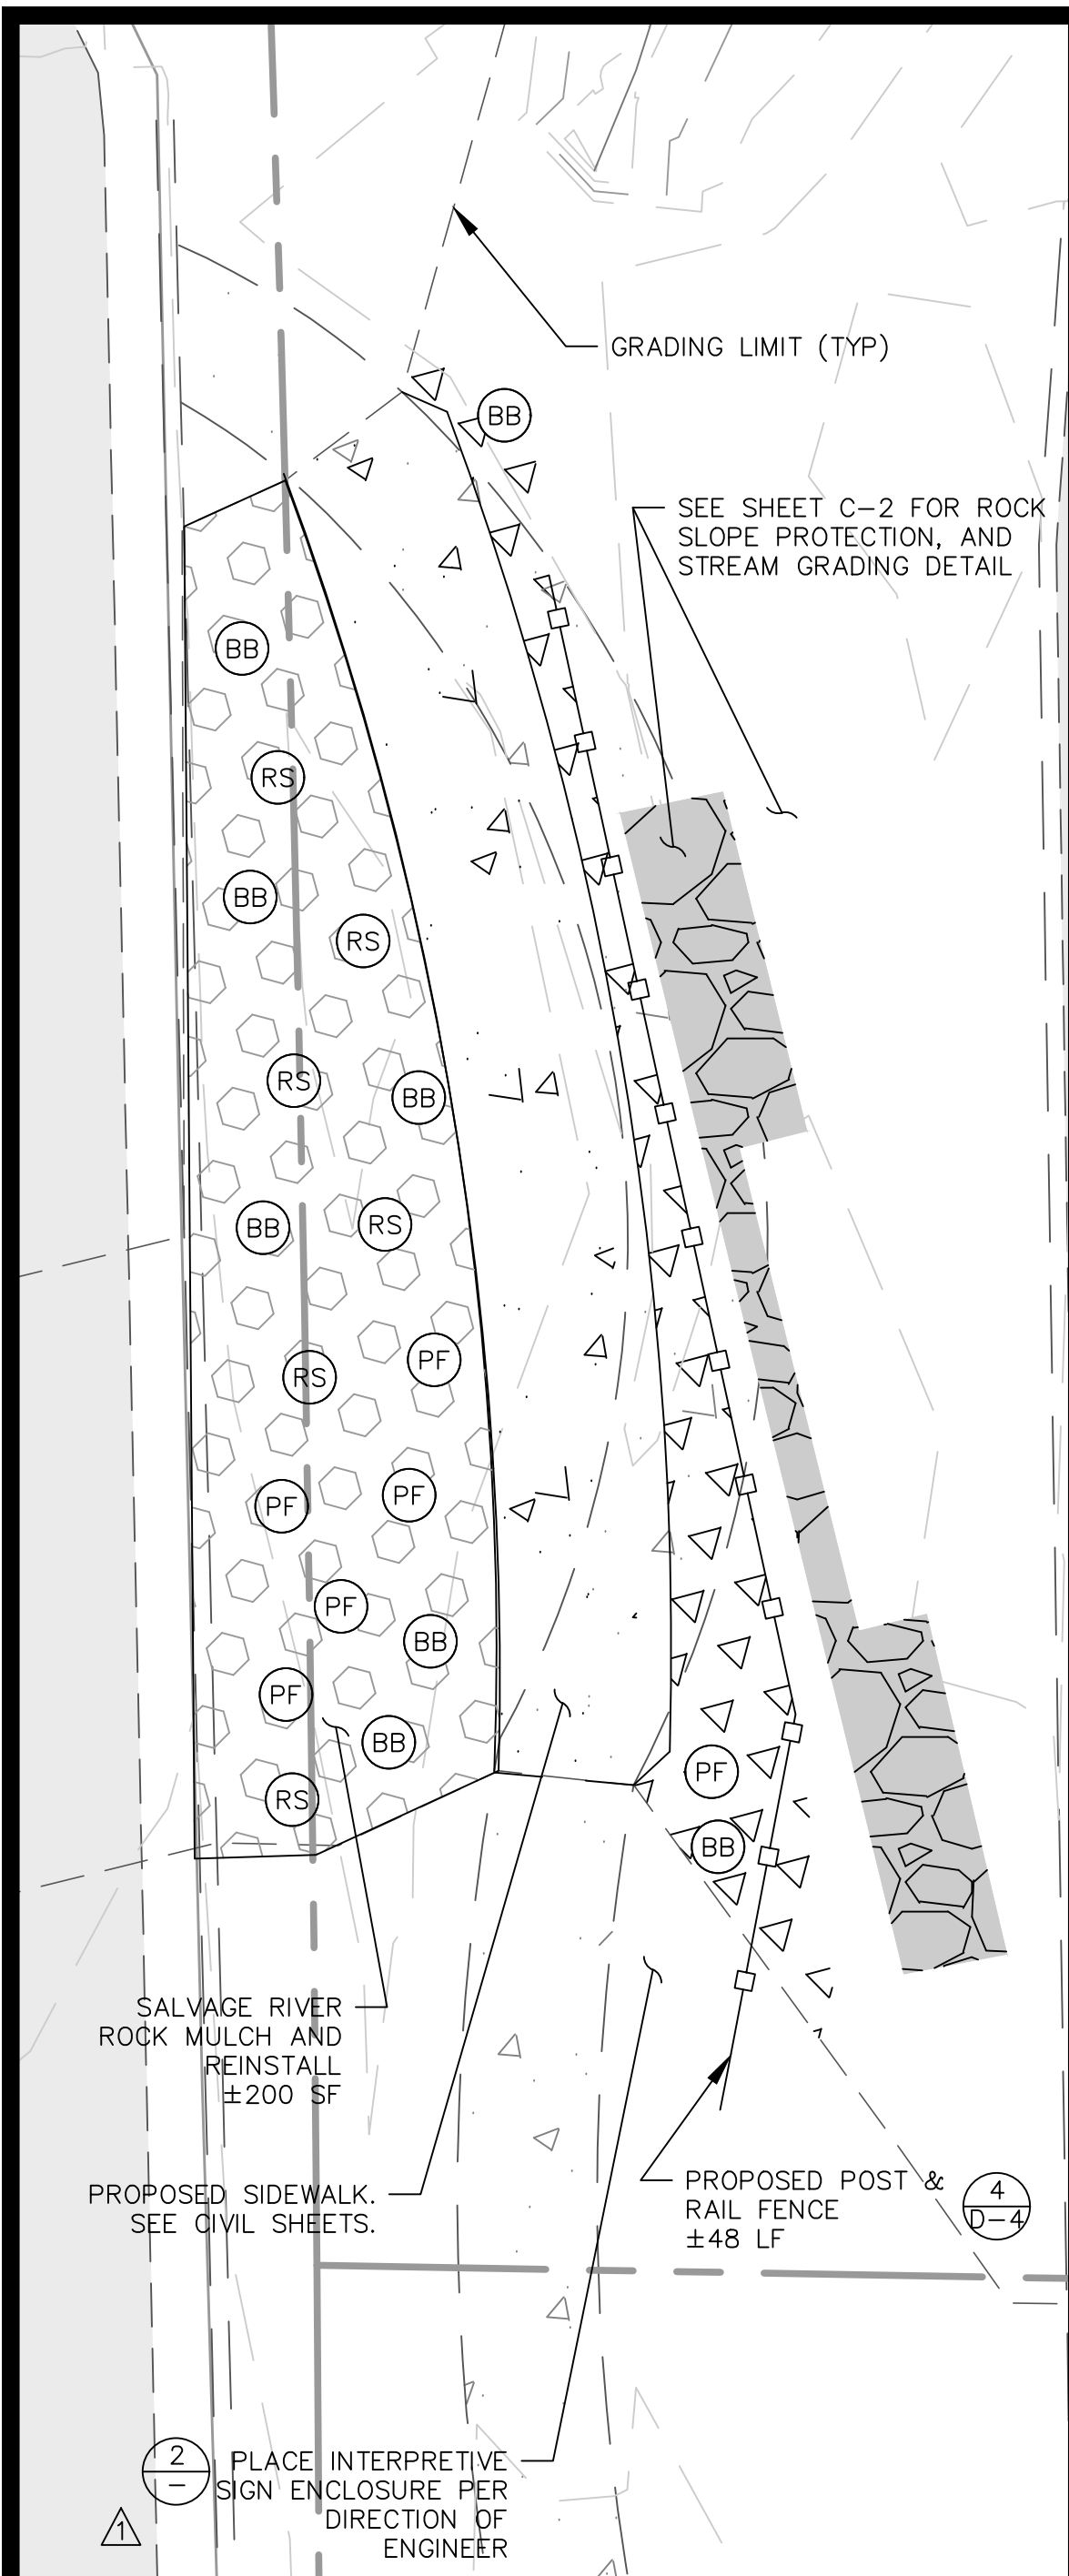 GRADING LIMIT (TYP)
BB
SEE SHEET C-2 FOR ROCK
SLOPE PROTECTION, AND
STREAM GRADING DETAIL
BB
RS
BB
RS
RS
BB
BB
RS
PF
RS
PF
PF
PF
BB
PF
BB
PF
RS
BB
SALVAGE RIVER
ROCK MULCH AND
REINSTALL
±200 SF
PROPOSED SIDEWALK.
SEE CIVIL SHEETS.
PROPOSED POST &
RAIL FENCE
±48 LF
4
D-4
2
-
PLACE INTERPRETIVE
SIGN ENCLOSURE PER
DIRECTION OF
ENGINEER
1